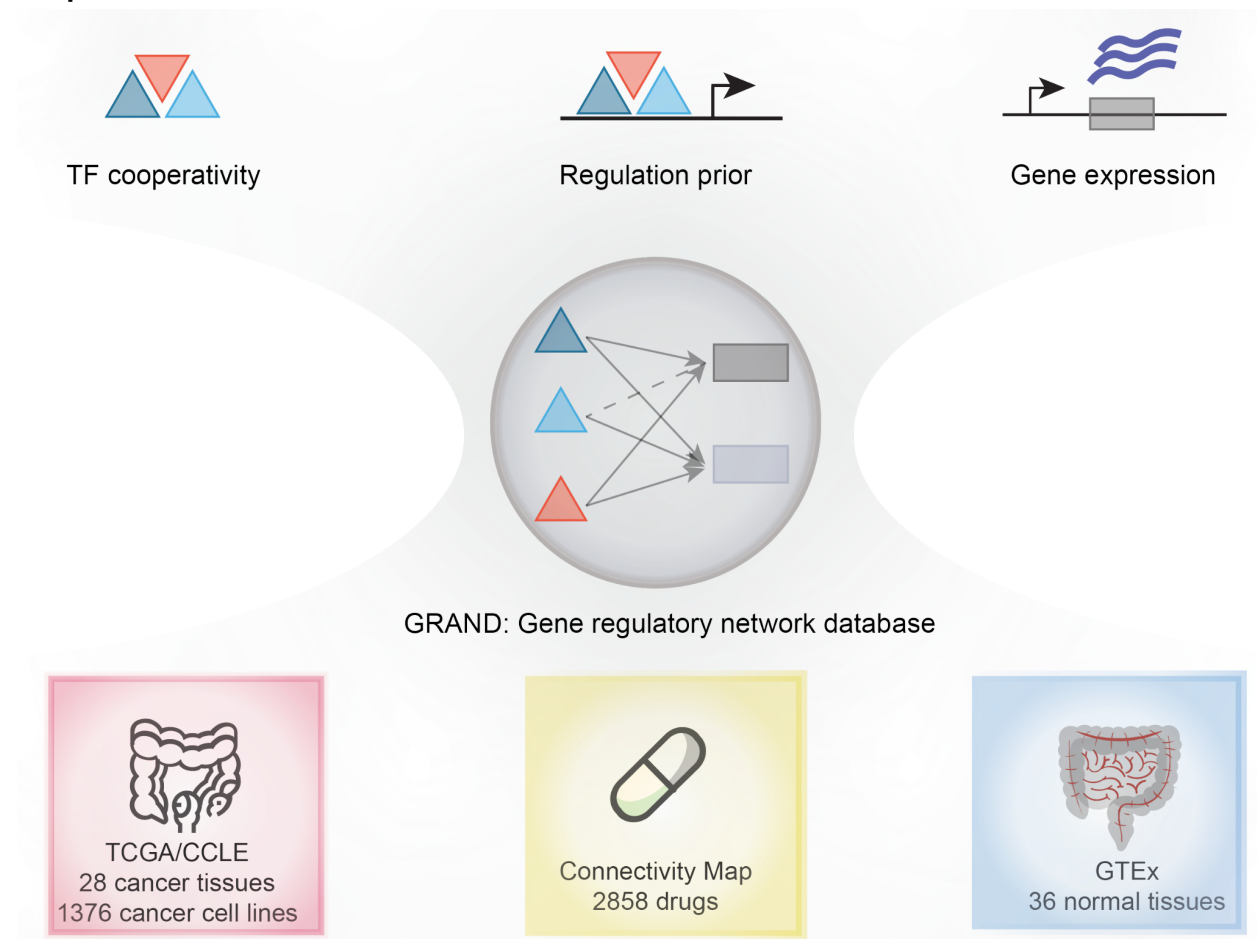 TF cooperativity
Regulation prior
Gene expression
GRAND: Gene regulatory network database
TCGA/CCLE
28 cancer tissues
1376 cancer cell lines
Connectivity Map
2858 drugs
GTEx
36 normal tissues